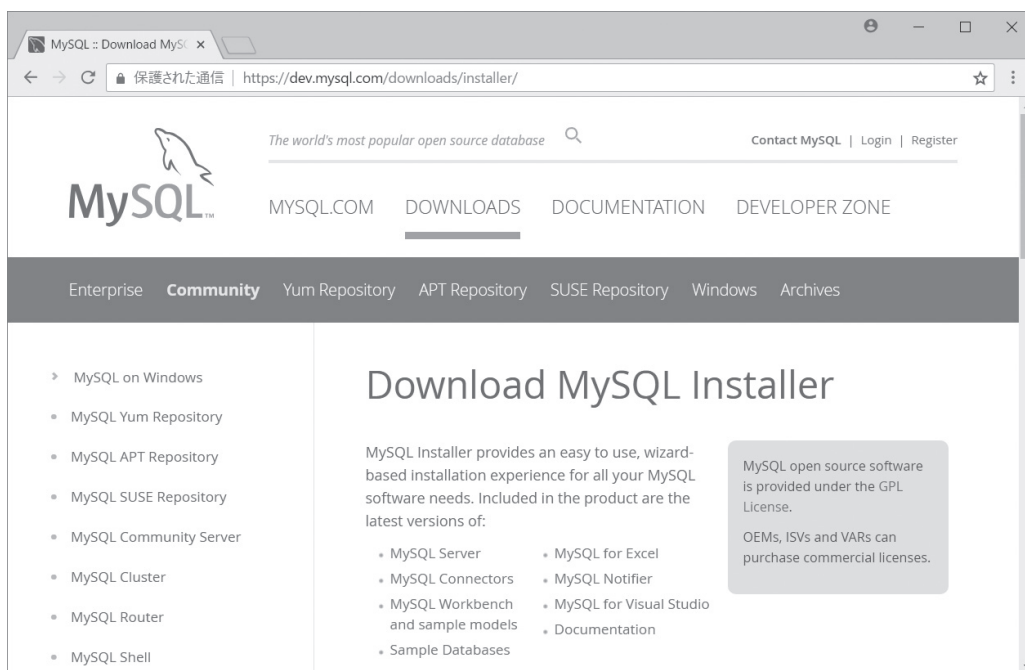 MySQL :: Download MySC
保護された通信 | https://dev.mysql.com/downloads/installer/
MySQL™
The world's most popular open source database
Contact MySQL | Login | Register
MYSQL.COM DOWNLOADS DOCUMENTATION DEVELOPER ZONE
Enterprise Community Yum Repository APT Repository SUSE Repository Windows Archives
MySQL on Windows
MySQL Yum Repository
MySQL APT Repository
MySQL SUSE Repository
MySQL Community Server
MySQL Cluster
MySQL Router
MySQL Shell
Download MySQL Installer
MySQL Installer provides an easy to use, wizard-
based installation experience for all your MySQL
software needs. Included in the product are the
latest versions of:
MySQL Server
MySQL Connectors
MySQL Workbench
and sample models
Sample Databases
MySQL for Excel
MySQL Notifier
MySQL for Visual Studio
Documentation
MySQL open source software
is provided under the GPL
License.
OEMs, ISVs and VARs can
purchase commercial licenses.